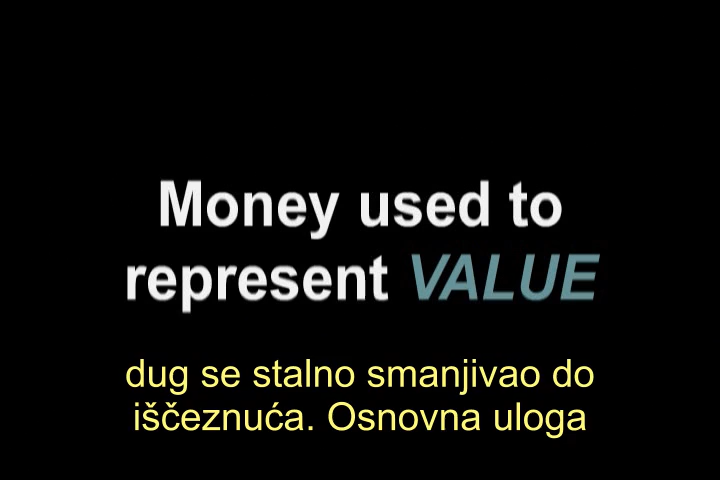 Money used to
represent VALUE
dug se stalno smanjivao do
iščeznuća. Osnovna uloga